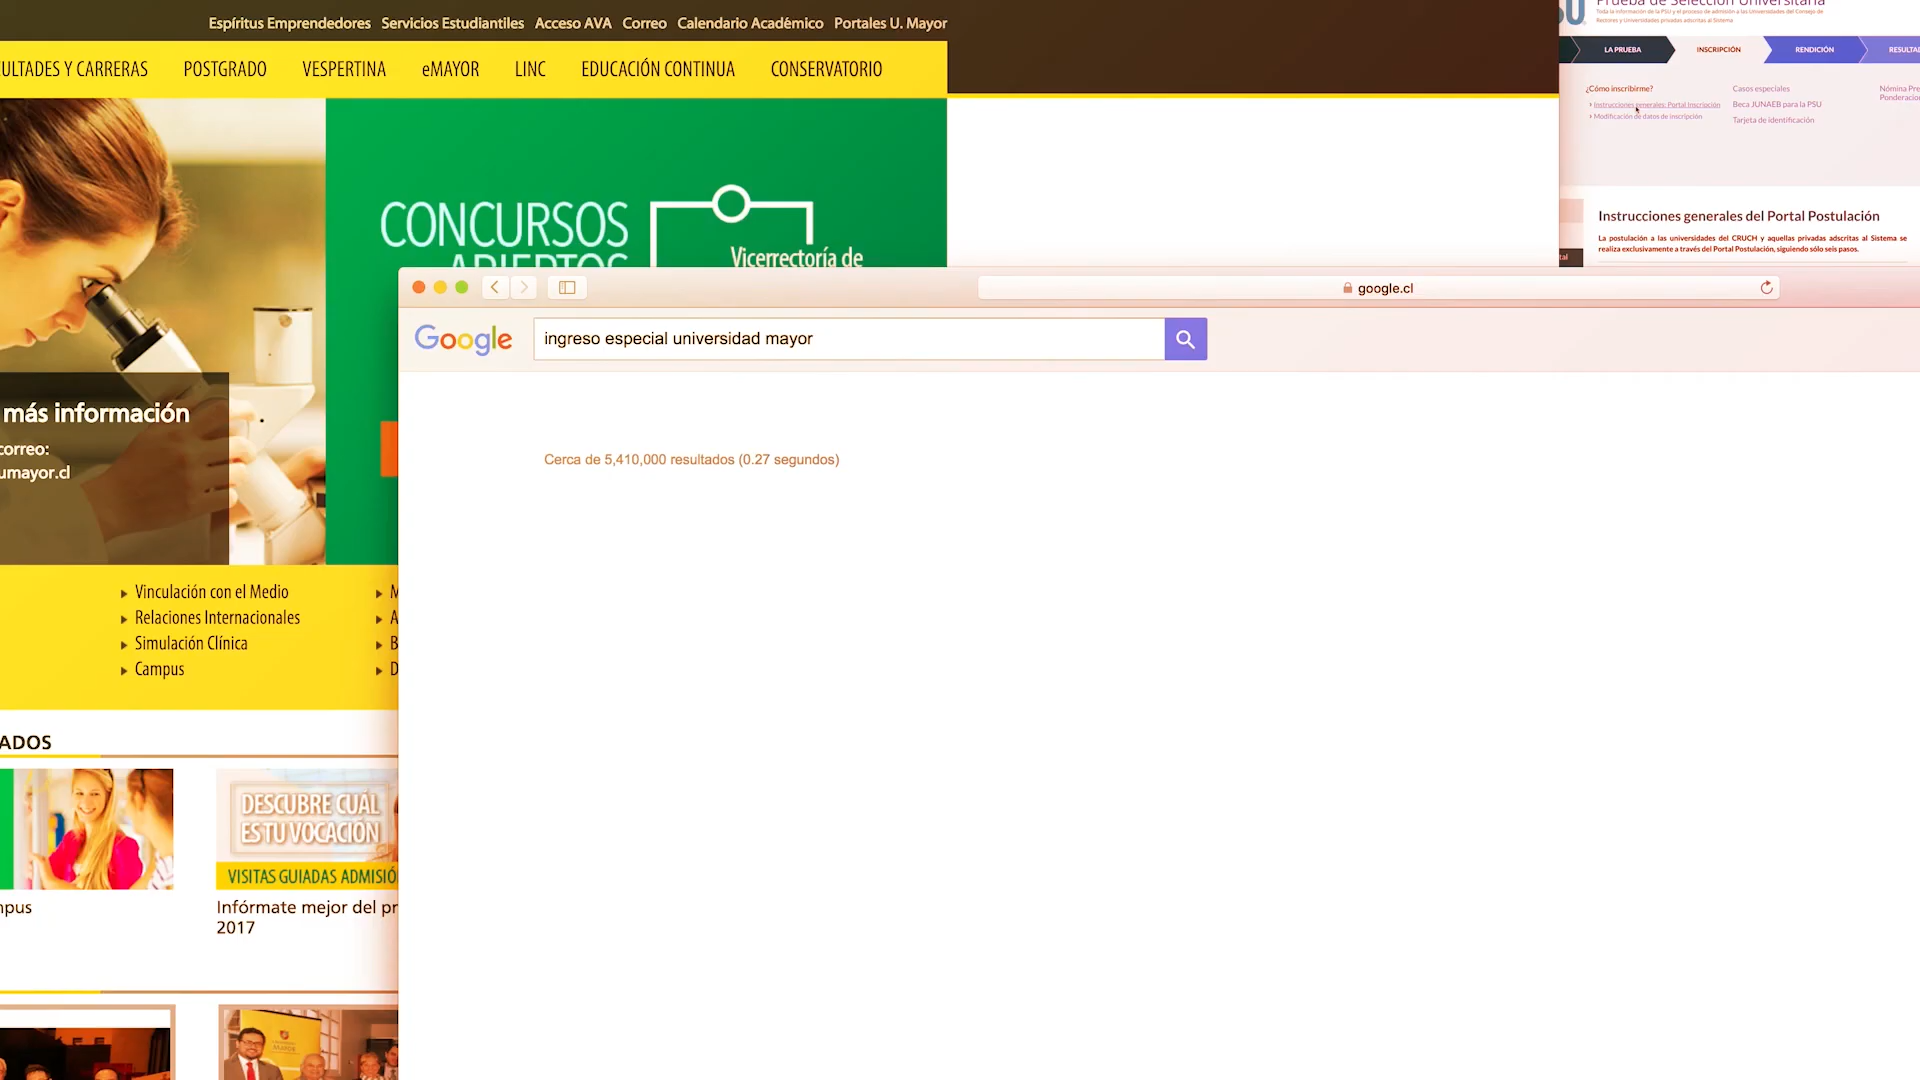 Espíritus Emprendedores Servicios Estudiantiles Acceso AVA Correo Calendario Académico Portales U. Mayor
ULTADES Y CARRERAS POSTGRADO VESPERTINA eMAYOR LINC EDUCACIÓN CONTINUA CONSERVATORIO
CONCURSOS
ABIERTOS
Vicerrectoría de
más información
correo:
umayor.cl
Vinculación con el Medio
Relaciones Internacionales
Simulación Clínica
Campus
M
A
B
D
ADOS
DESCUBRE CUÁL
ES TU VOCACIÓN
VISITAS GUIADAS ADMISIÓ
mpus
Infórmate mejor del pr
2017
Prueba de Selección Universitaria
Toda la información de la PSU y el proceso de admisión a las Universidades del Consejo de
Rectores y Universidades privadas adscritas al Sistema
LA PRUEBA INSCRIPCIÓN RENDICIÓN RESULTAD
¿Cómo inscribirme?
Instrucciones generales: Portal Inscripción
Modificación de datos de inscripción
Casos especiales
Beca JUNAEB para la PSU
Tarjeta de identificación
Nómina Pre
Ponderacion
Instrucciones generales del Portal Postulación
La postulación a las universidades del CRUCH y aquellas privadas adscritas al Sistema se
realiza exclusivamente a través del Portal Postulación, siguiendo sólo seis pasos.
tal
google.cl
Google
ingreso especial universidad mayor
Cerca de 5,410,000 resultados (0.27 segundos)